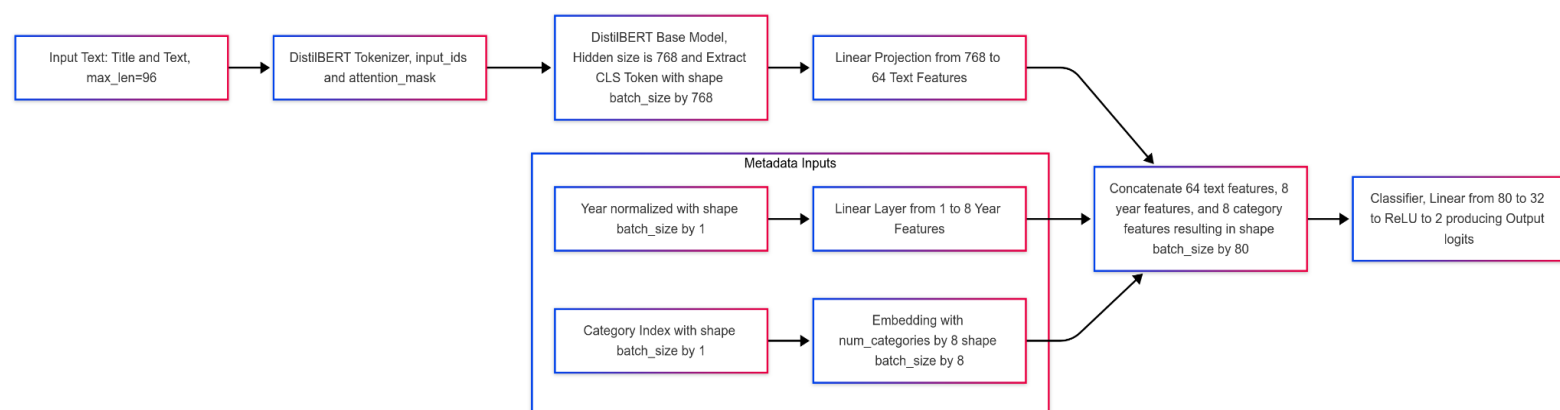 Input Text: Title and Text,
max_len=96
DistilBERT Tokenizer, input_ids
and attention_mask
DistilBERT Base Model,
Hidden size is 768 and Extract
CLS Token with shape
batch_size by 768
Linear Projection from 768 to
64 Text Features
Metadata Inputs
Year normalized with shape
batch_size by 1
Linear Layer from 1 to 8 Year
Features
Category Index with shape
batch_size by 1
Embedding with
num_categories by 8 shape
batch_size by 8
Concatenate 64 text features, 8
year features, and 8 category
features resulting in shape
batch_size by 80
Classifier, Linear from 80 to 32
to ReLU to 2 producing Output
logits